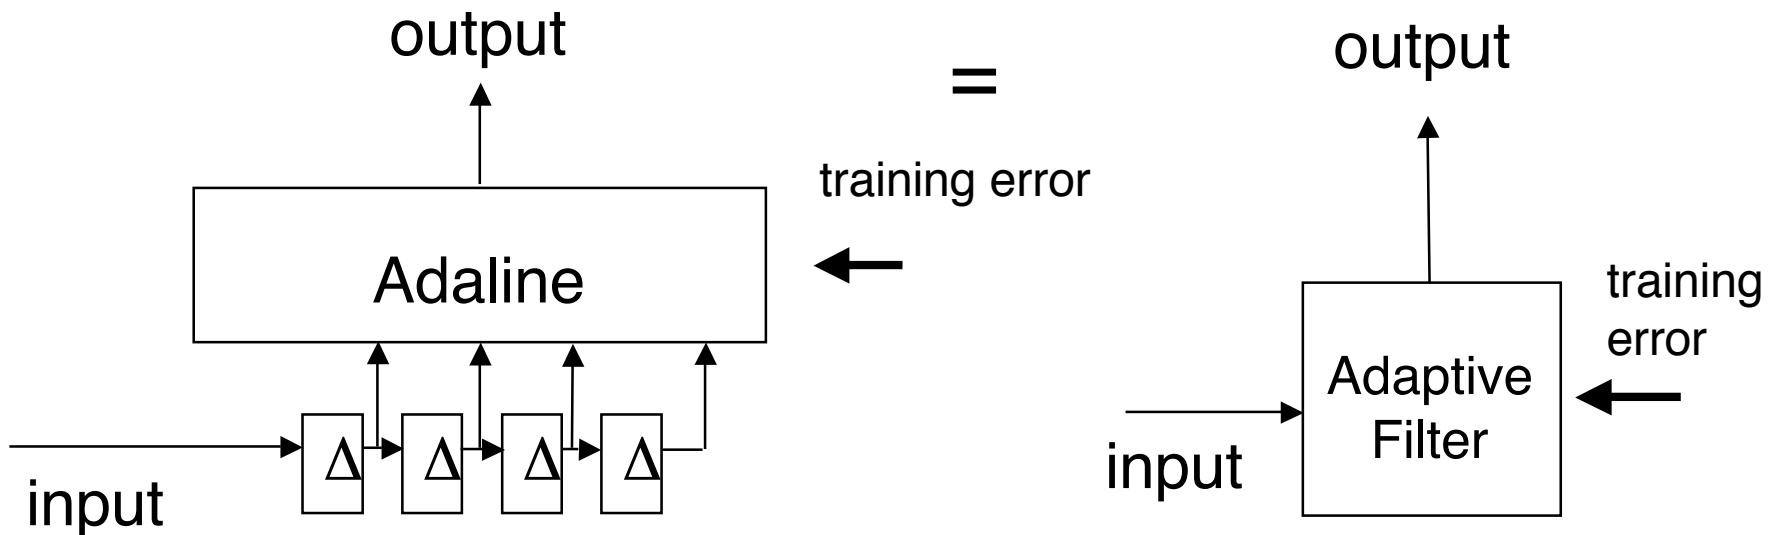 output
=
output
training error
Adaline
training
error
Adaptive
Filter
Δ Δ Δ Δ
input
input